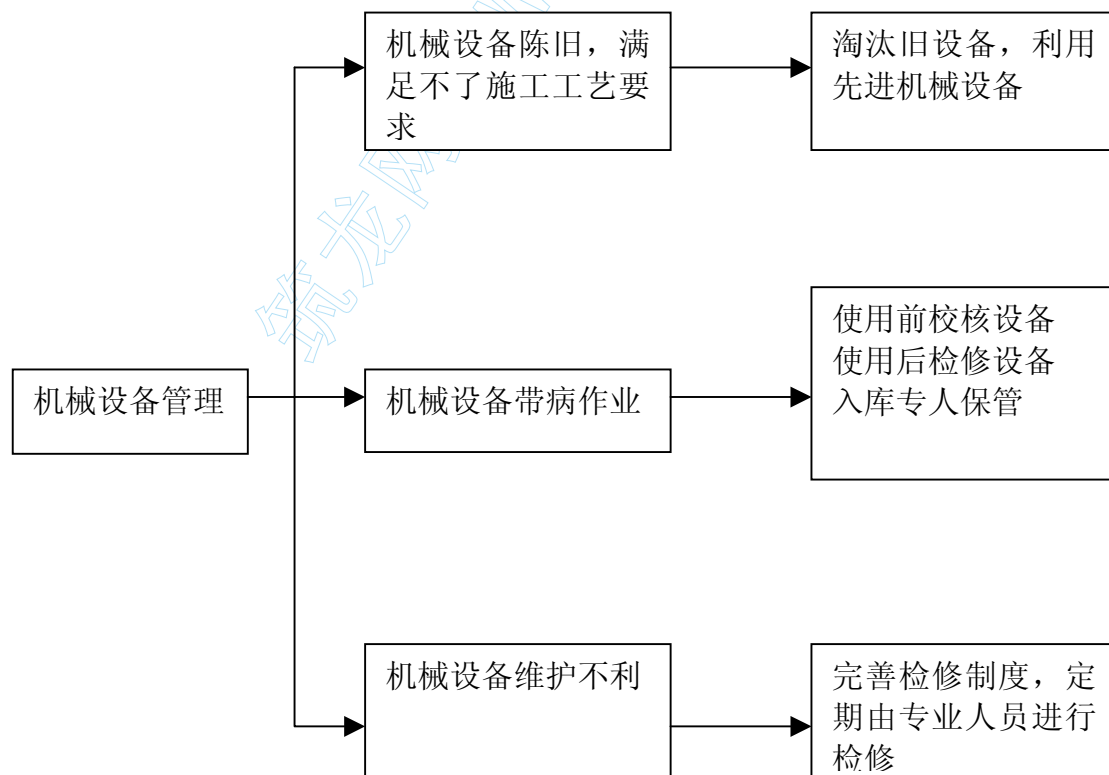 机械设备陈旧，满
足不了施工工艺要
求
淘汰旧设备，利用
先进机械设备
机械设备管理
机械设备带病作业
使用前校核设备
使用后检修设备
入库专人保管
机械设备维护不利
完善检修制度，定
期由专业人员进行
检修
筑龙网